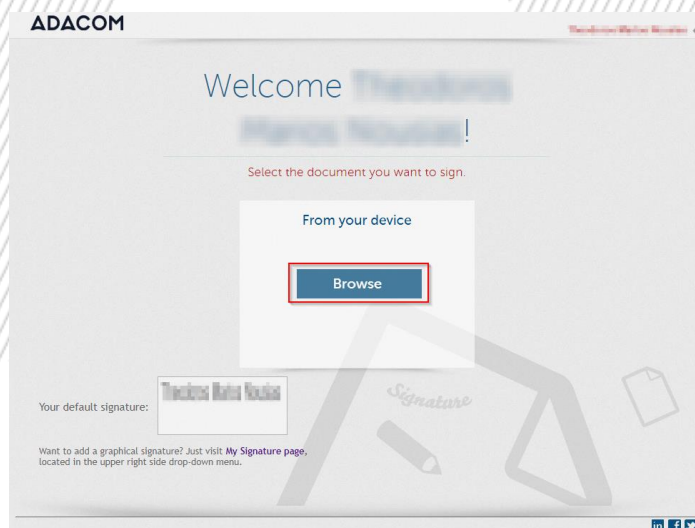 ADACOM
Welcome
!
Select the document you want to sign.
From your device
Browse
Signature
Your default signature:
Want to add a graphical signature? Just visit My Signature page,
located in the upper right side drop-down menu.
in f